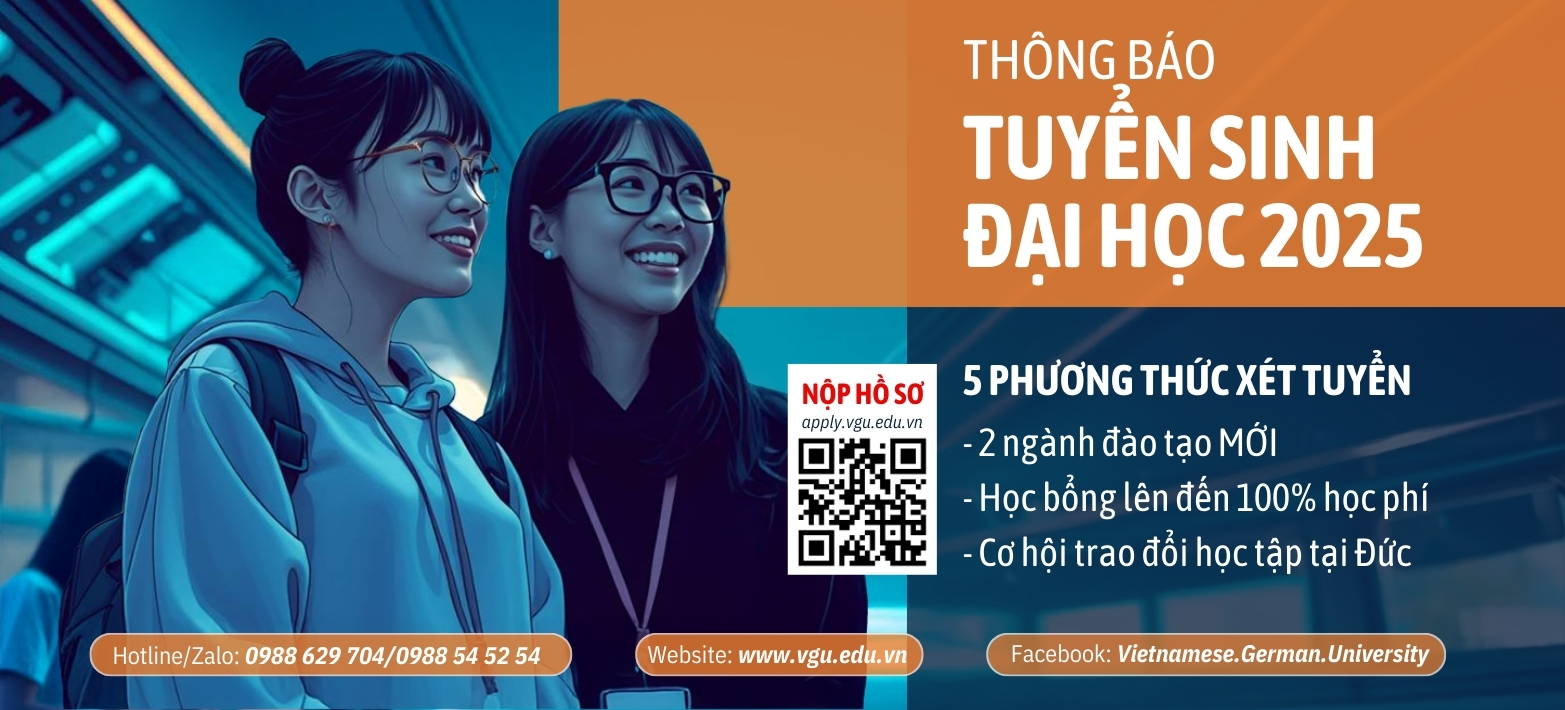 THÔNG BÁO
TUYỂN SINH
ĐẠI HỌC 2025
NỘP HỒ SƠ
apply.vgu.edu.vn
5 PHƯƠNG THỨC XÉT TUYỂN
- 2 ngành đào tạo MỚI
- Học bổng lên đến 100% học phí
- Cơ hội trao đổi học tập tại Đức
Hotline/Zalo: 0988 629 704/0988 54 52 54
Website: www.vgu.edu.vn
Facebook: Vietnamese.German.University